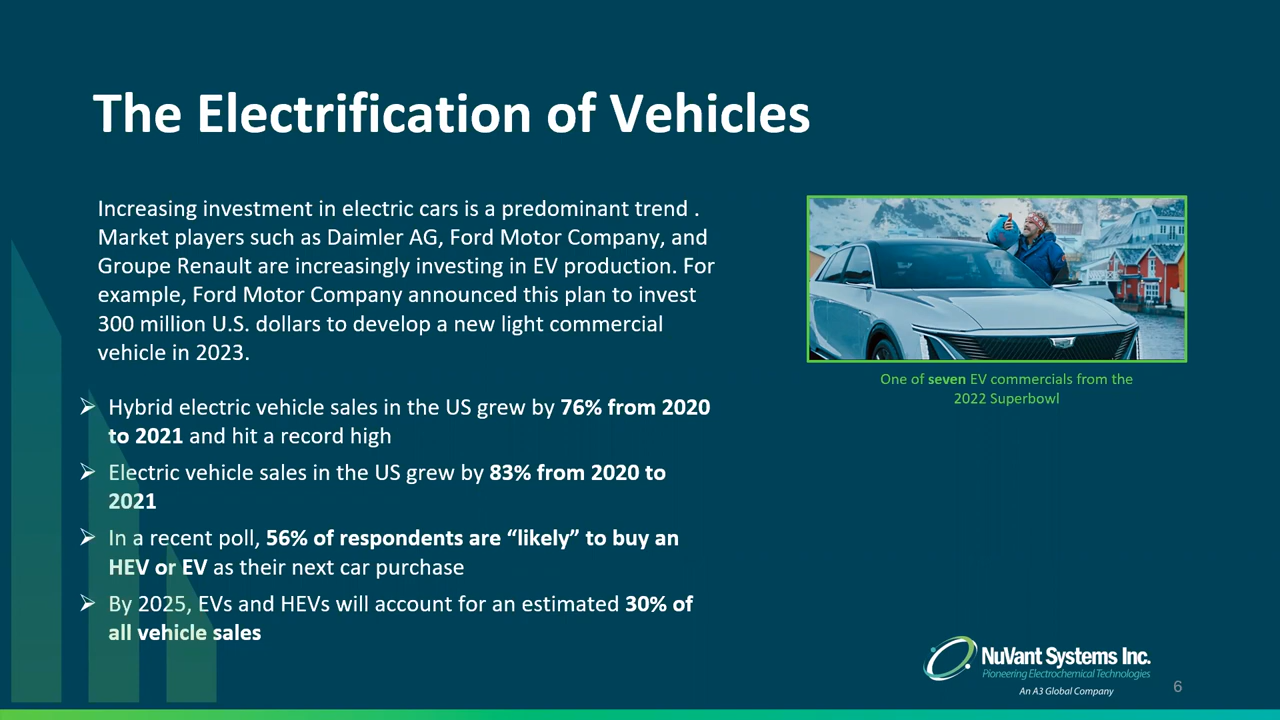 The Electrification of Vehicles
Increasing investment in electric cars is a predominant trend .
Market players such as Daimler AG, Ford Motor Company, and
Groupe Renault are increasingly investing in EV production. For
example, Ford Motor Company announced this plan to invest
300 million U.S. dollars to develop a new light commercial
vehicle in 2023.
Hybrid electric vehicle sales in the US grew by 76% from 2020
to 2021 and hit a record high
Electric vehicle sales in the US grew by 83% from 2020 to
2021
In a recent poll, 56% of respondents are “likely” to buy an
HEV or EV as their next car purchase
By 2025, EVs and HEVs will account for an estimated 30% of
all vehicle sales
One of seven EV commercials from the
2022 Superbowl
NuVant Systems Inc.
Pioneering Electrochemical Technologies
An A3 Global Company
6